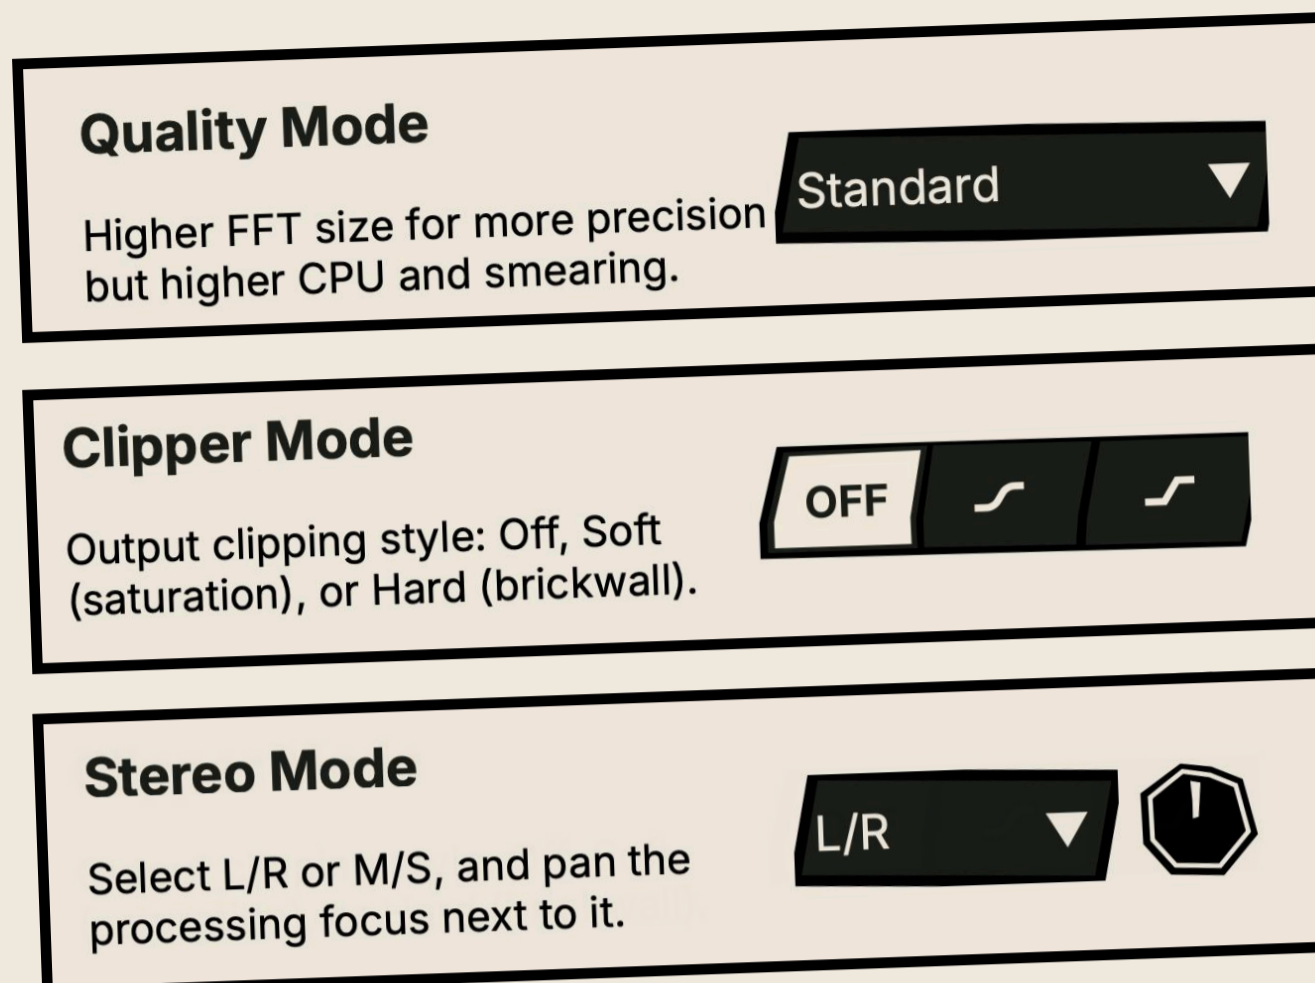 Quality Mode
Higher FFT size for more precision
but higher CPU and smearing.
Standard
Clipper Mode
Output clipping style: Off, Soft
(saturation), or Hard (brickwall).
OFF
Stereo Mode
Select L/R or M/S, and pan the
processing focus next to it.
L/R